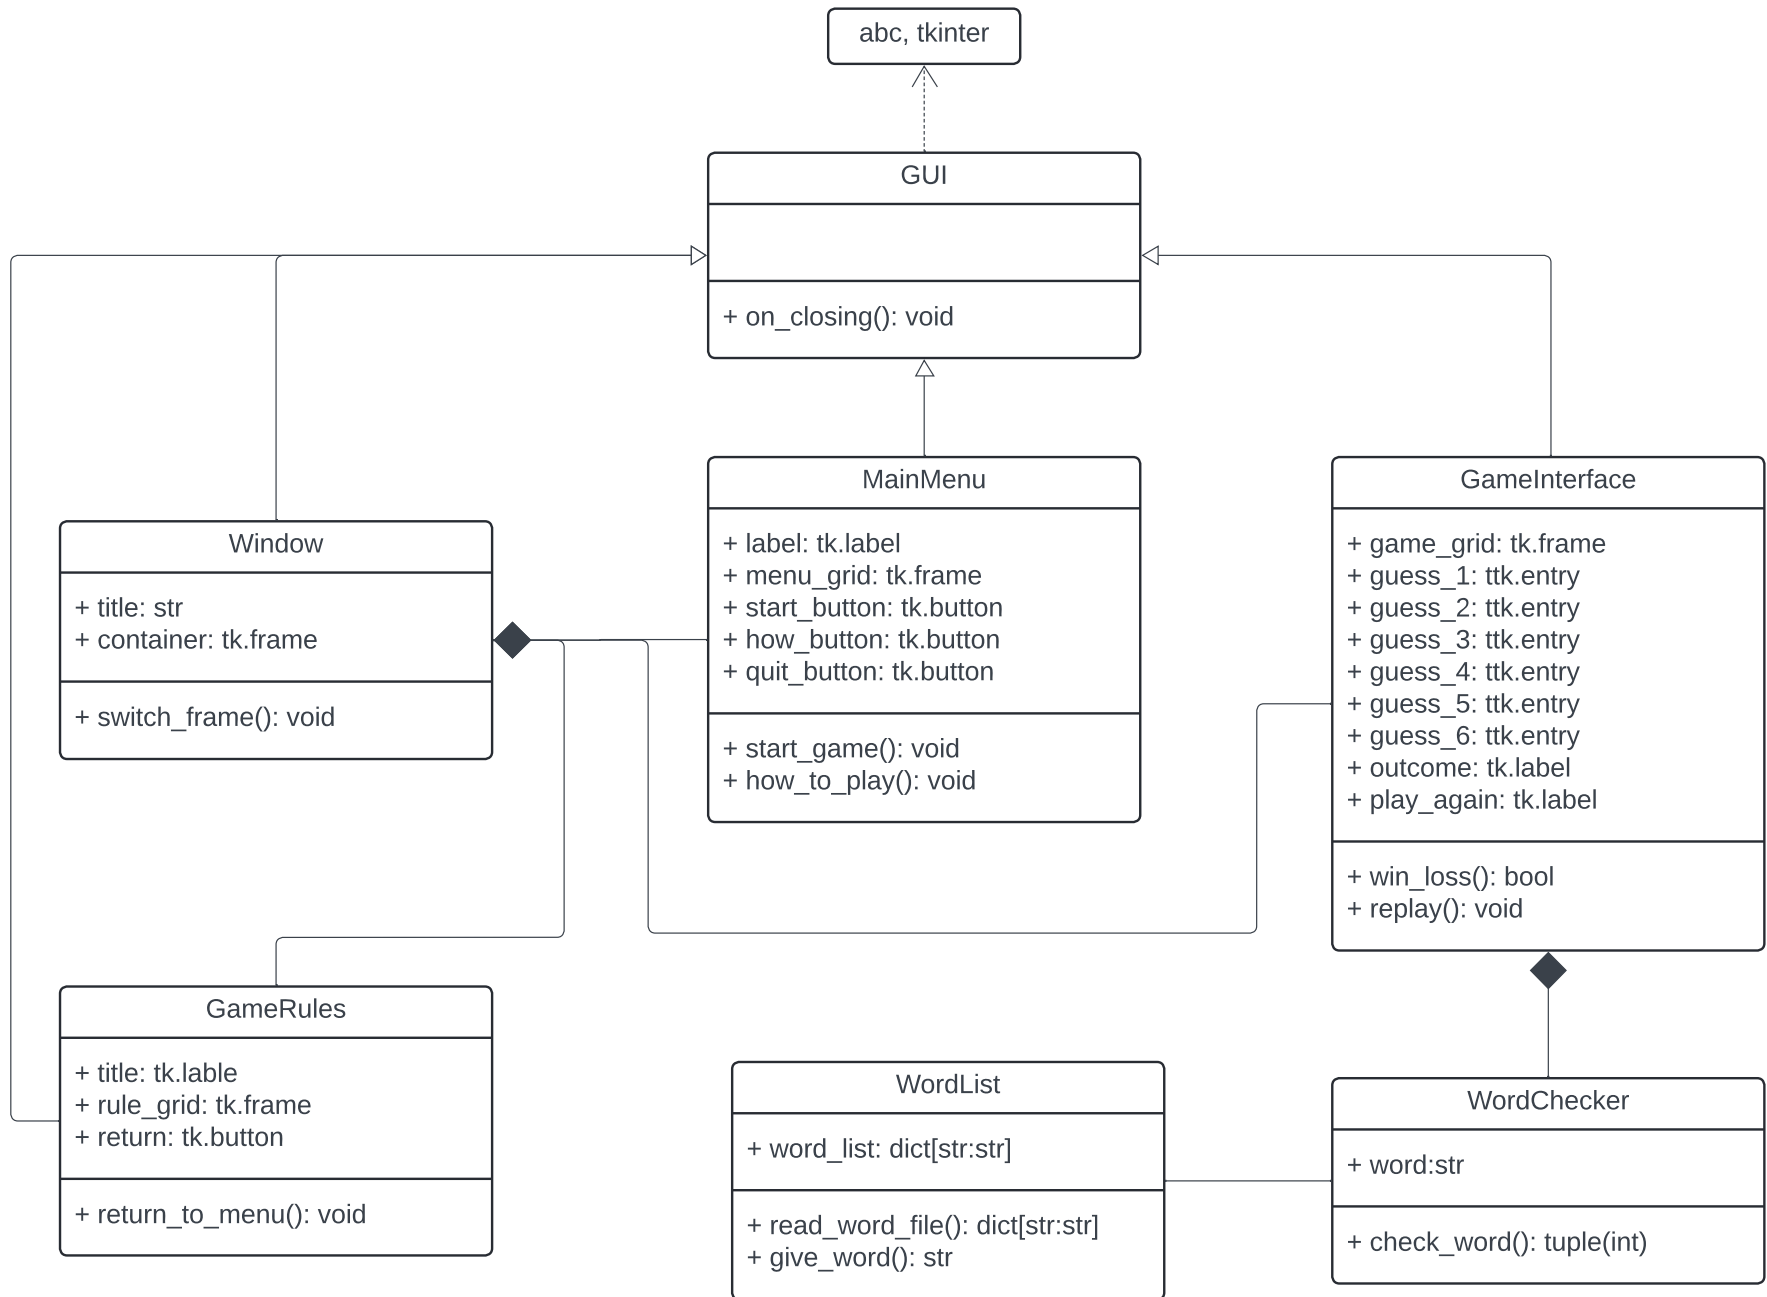 abc, tkinter
GUI
+ on_closing(): void
MainMenu
+ label: tk.label
+ menu_grid: tk.frame
+ start_button: tk.button
+ how_button: tk.button
+ quit_button: tk.button
+ start_game(): void
+ how_to_play(): void
GameInterface
+ game_grid: tk.frame
+ guess_1: ttk.entry
+ guess_2: ttk.entry
+ guess_3: ttk.entry
+ guess_4: ttk.entry
+ guess_5: ttk.entry
+ guess_6: ttk.entry
+ outcome: tk.label
+ play_again: tk.label
+ win_loss(): bool
+ replay(): void
Window
+ title: str
+ container: tk.frame
+ switch_frame(): void
GameRules
+ title: tk.lable
+ rule_grid: tk.frame
+ return: tk.button
+ return_to_menu(): void
WordList
+ word_list: dict[str:str]
+ read_word_file(): dict[str:str]
+ give_word(): str
WordChecker
+ word:str
+ check_word(): tuple(int)